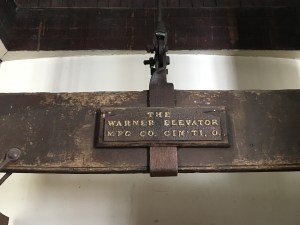 THE
WARNER ELEVATOR
MFG CO. CIN'TI. O.